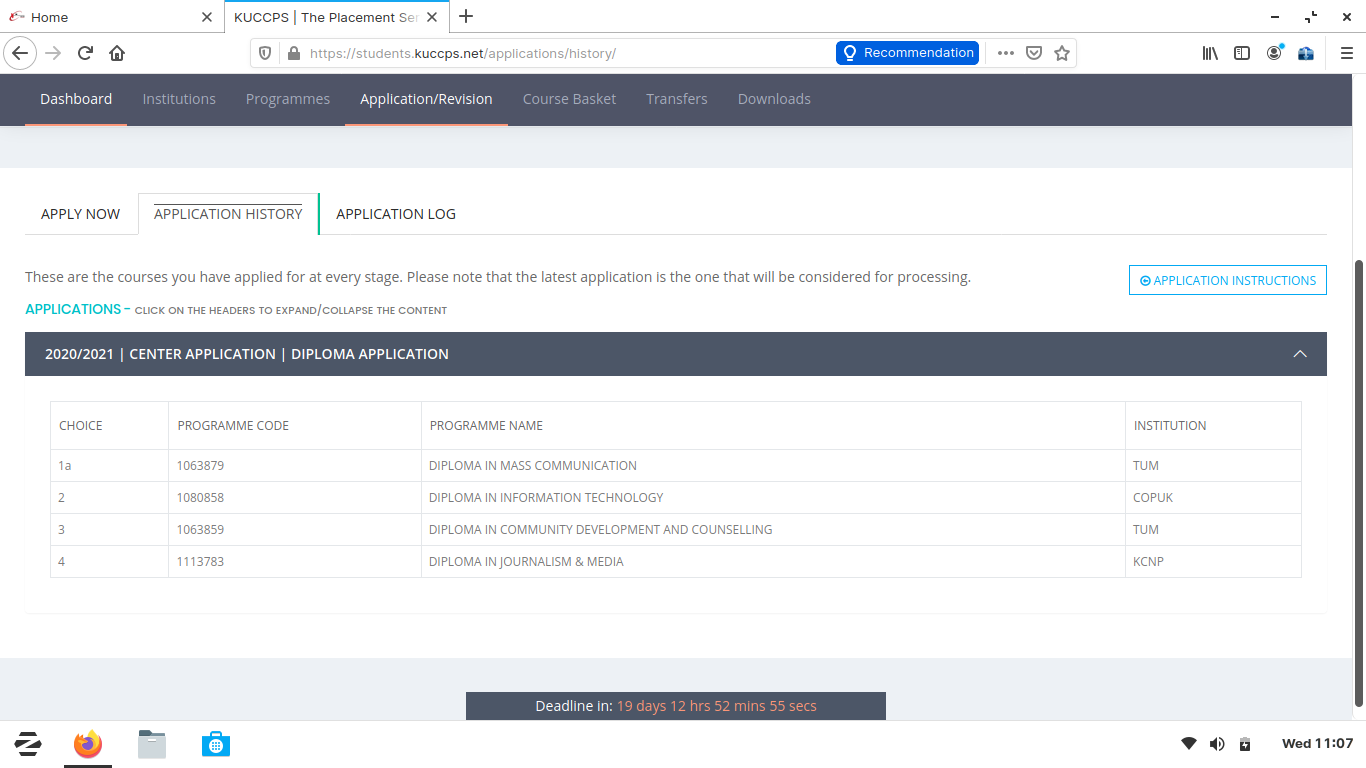 Home
KUCCPS | The Placement Ser
https://students.kuccps.net/applications/history/
Recommendation
Dashboard Institutions Programmes Application/Revision Course Basket Transfers Downloads
APPLY NOW APPLICATION HISTORY APPLICATION LOG
These are the courses you have applied for at every stage. Please note that the latest application is the one that will be considered for processing.
APPLICATION INSTRUCTIONS
APPLICATIONS - CLICK ON THE HEADERS TO EXPAND/COLLAPSE THE CONTENT
2020/2021 | CENTER APPLICATION | DIPLOMA APPLICATION
CHOICE PROGRAMME CODE PROGRAMME NAME INSTITUTION
1a 1063879 DIPLOMA IN MASS COMMUNICATION TUM
2 1080858 DIPLOMA IN INFORMATION TECHNOLOGY COPUK
3 1063859 DIPLOMA IN COMMUNITY DEVELOPMENT AND COUNSELLING TUM
4 1113783 DIPLOMA IN JOURNALISM & MEDIA KCNP
Deadline in: 19 days 12 hrs 52 mins 55 secs
Wed 11:07